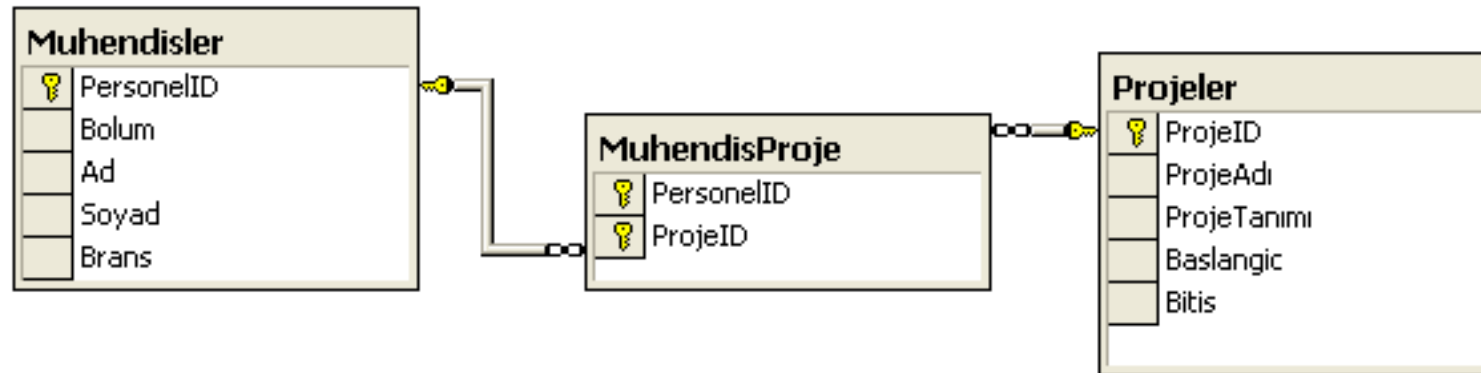 Muhendisler
PersonelID
Bolum
Ad
Soyad
Brans
MuhendisProje
PersonelID
ProjeID
Projeler
ProjeID
ProjeAdı
ProjeTanımı
Baslangic
Bitis